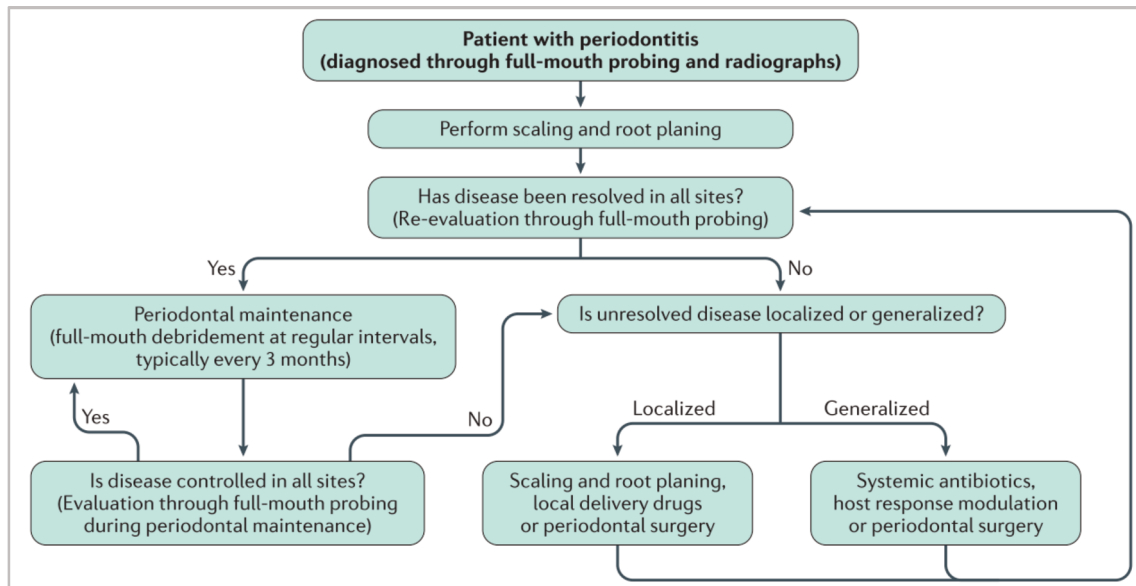 Patient with periodontitis
(diagnosed through full-mouth probing and radiographs)
Perform scaling and root planing
Has disease been resolved in all sites?
(Re-evaluation through full-mouth probing)
Yes
No
Periodontal maintenance
(full-mouth debridement at regular intervals,
typically every 3 months)
Is unresolved disease localized or generalized?
Yes
No
Localized
Generalized
Is disease controlled in all sites?
(Evaluation through full-mouth probing
during periodontal maintenance)
Scaling and root planing,
local delivery drugs
or periodontal surgery
Systemic antibiotics,
host response modulation
or periodontal surgery